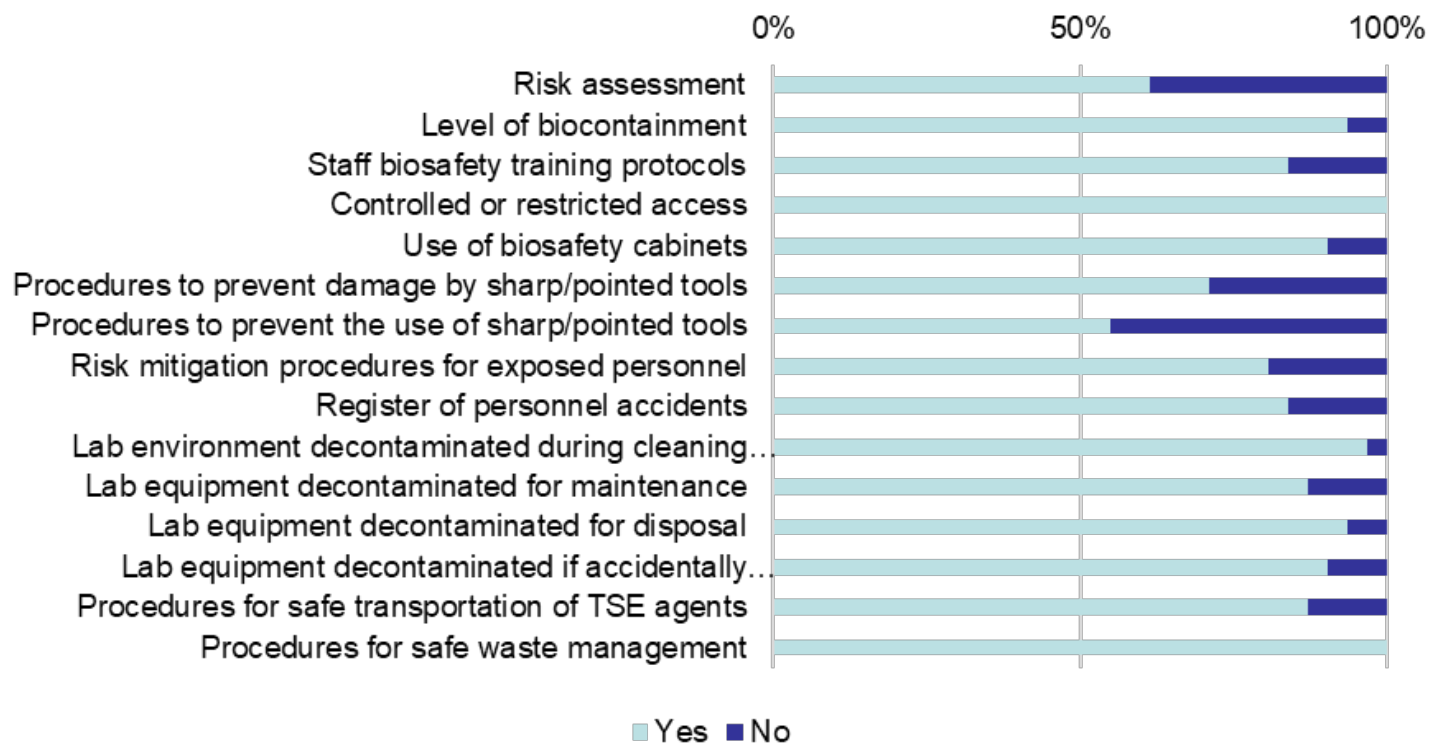 0% 50% 100%
Risk assessment
Level of biocontainment
Staff biosafety training protocols
Controlled or restricted access
Use of biosafety cabinets
Procedures to prevent damage by sharp/pointed tools
Procedures to prevent the use of sharp/pointed tools
Risk mitigation procedures for exposed personnel
Register of personnel accidents
Lab environment decontaminated during cleaning…
Lab equipment decontaminated for maintenance
Lab equipment decontaminated for disposal
Lab equipment decontaminated if accidentally…
Procedures for safe transportation of TSE agents
Procedures for safe waste management
Yes No